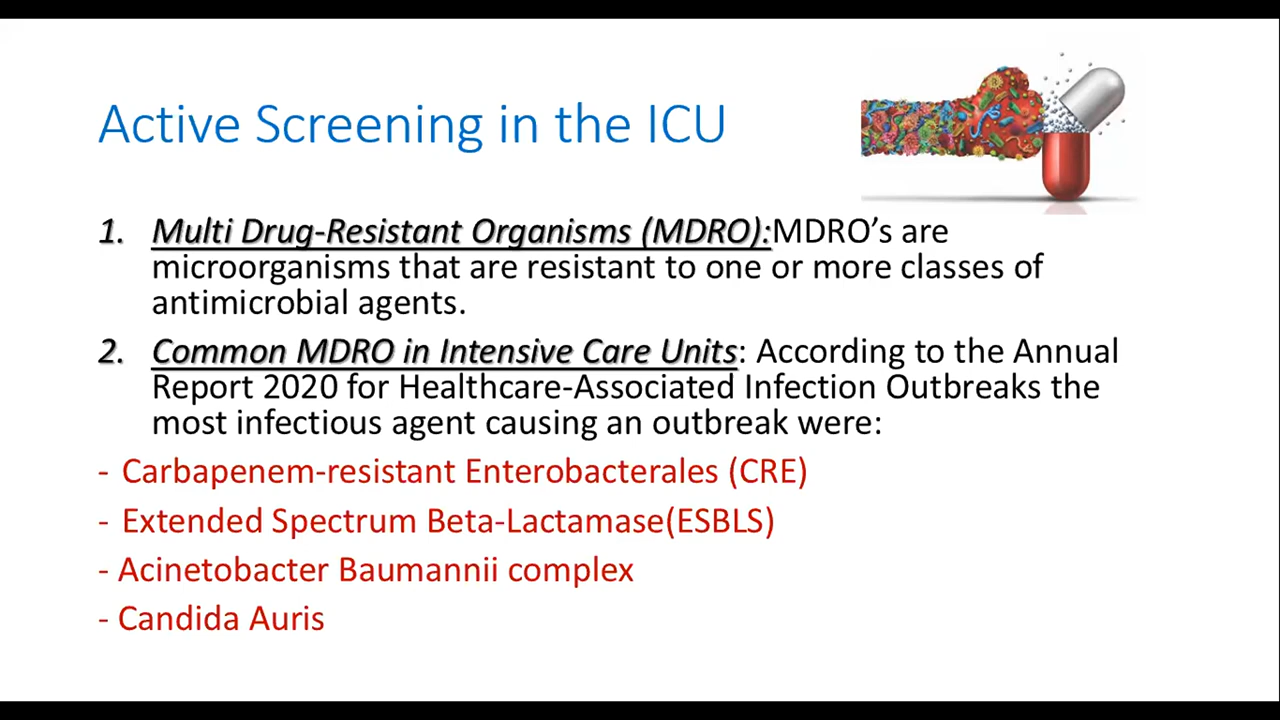 Active Screening in the ICU
1. Multi Drug-Resistant Organisms (MDRO):MDRO’s are
microorganisms that are resistant to one or more classes of
antimicrobial agents.
2. Common MDRO in Intensive Care Units: According to the Annual
Report 2020 for Healthcare-Associated Infection Outbreaks the
most infectious agent causing an outbreak were:
- Carbapenem-resistant Enterobacterales (CRE)
- Extended Spectrum Beta-Lactamase(ESBLS)
- Acinetobacter Baumannii complex
- Candida Auris